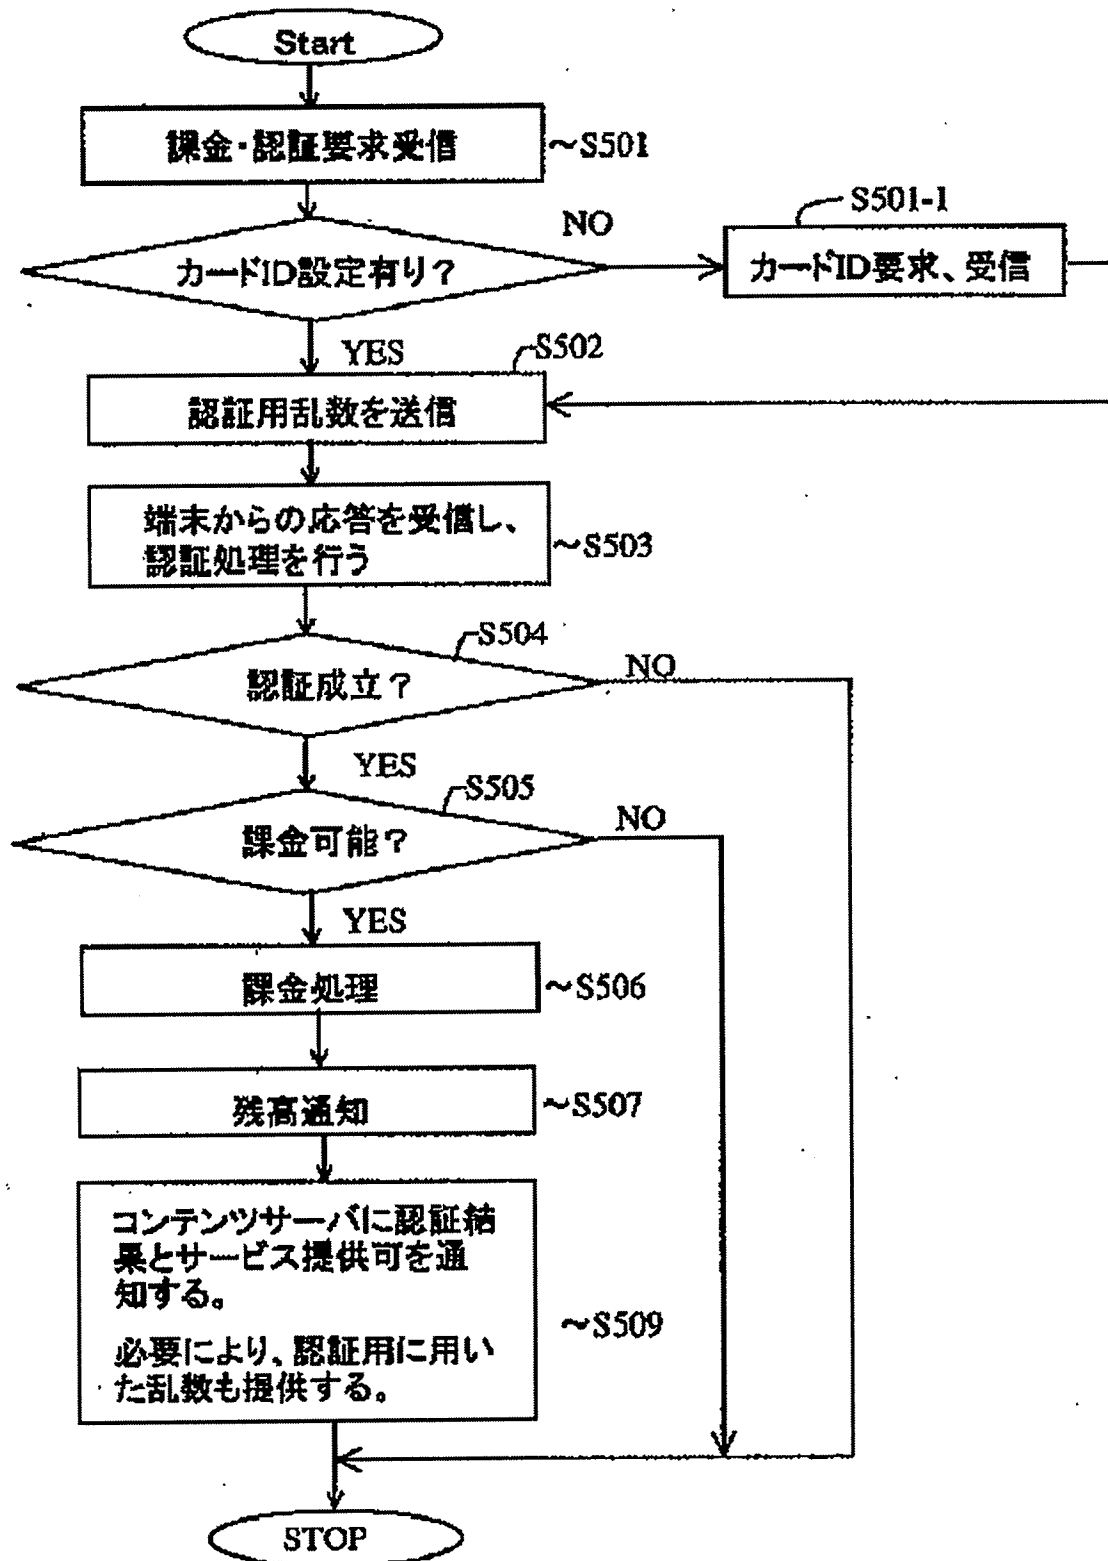 Start
課金・認証要求受信
～S501
カードID設定有り？
NO
S501-1
カードID要求、受信
YES
S502
認証用乱数を送信
端末からの応答を受信し、
認証処理を行う
～S503
S504
認証成立？
NO
YES
S505
課金可能？
NO
YES
課金処理
～S506
残高通知
～S507
コンテンツサーバに認証結
果とサービス提供可を通
知する。
必要により、認証用に用い
た乱数も提供する。
～S509
STOP